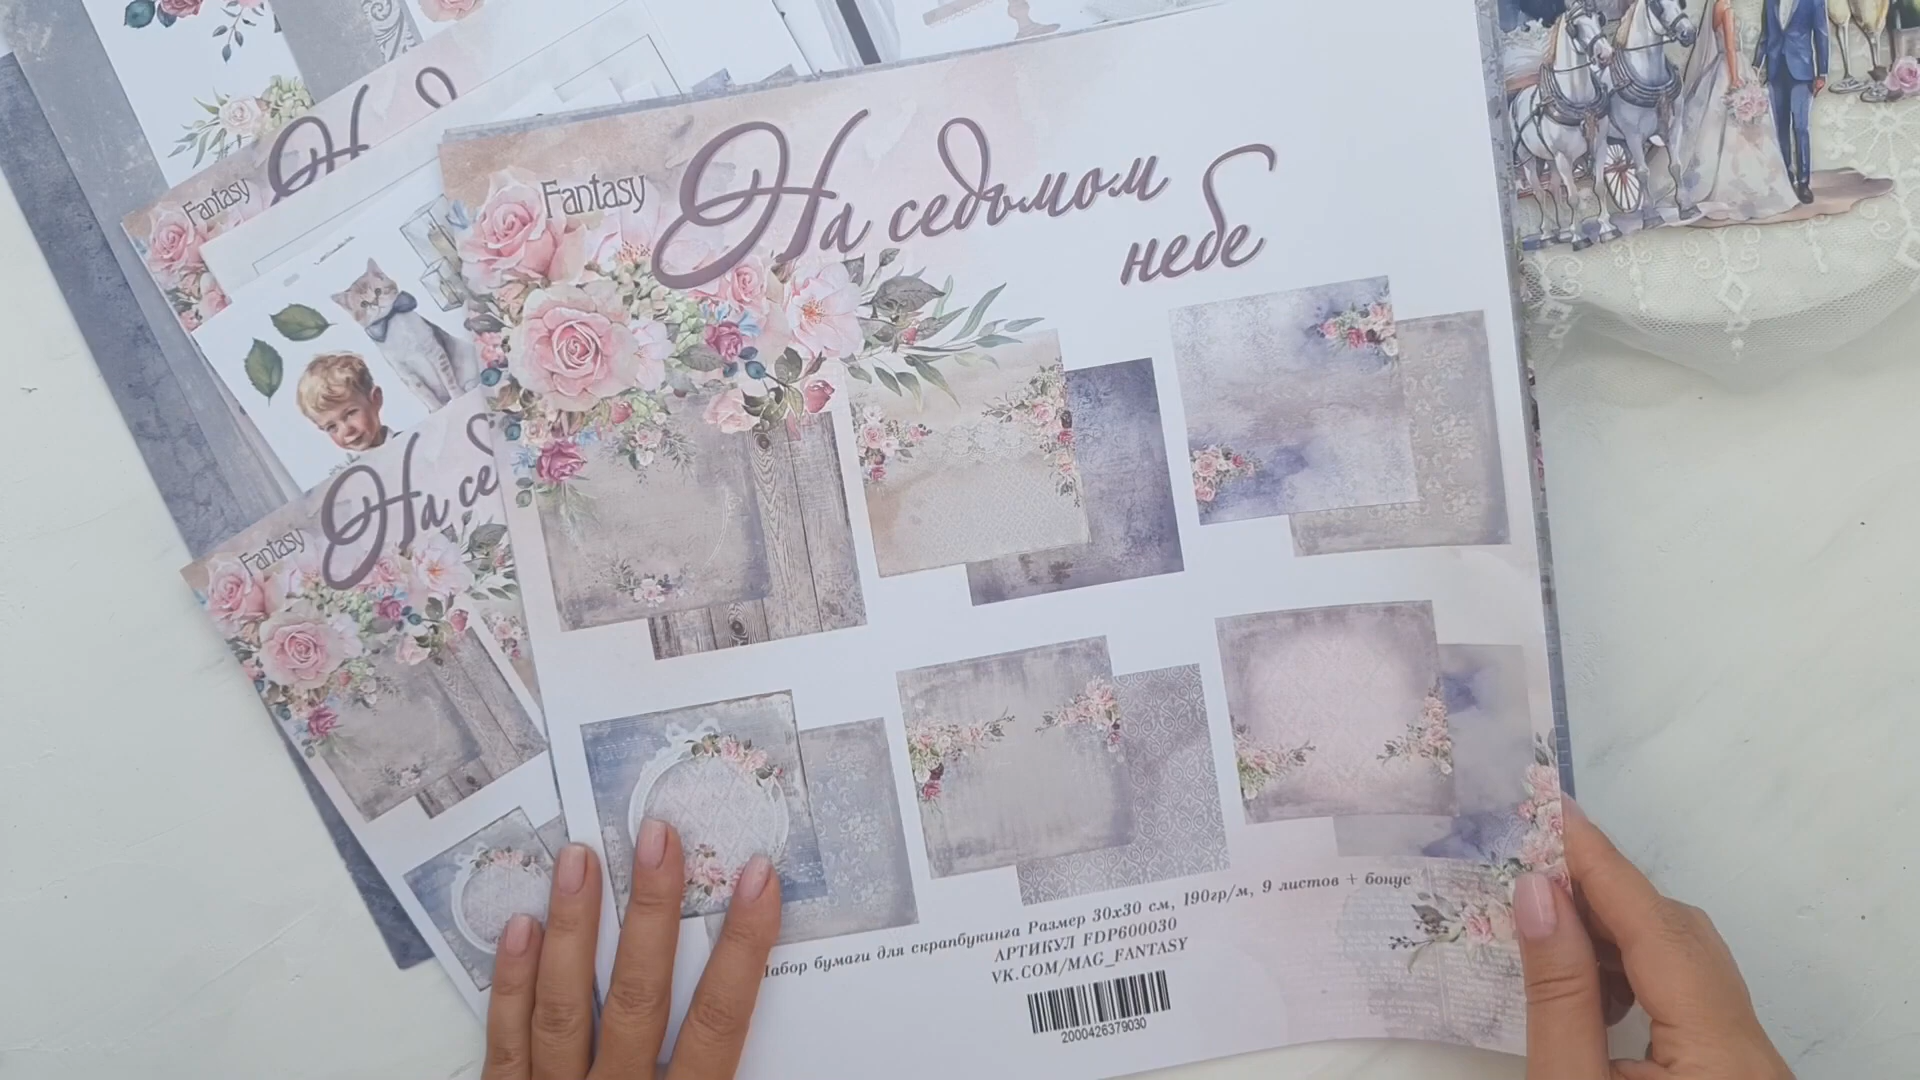 Fantasy
На седьмом
небе
Набор бумаги для скрапбукинга Размер 30х30 см, 190гр/м, 9 листов + бонус
АРТИКУЛ FDP600030
VK.COM/MAG_FANTASY
2000426379030
Fantasy
Н
Fantasy
На се